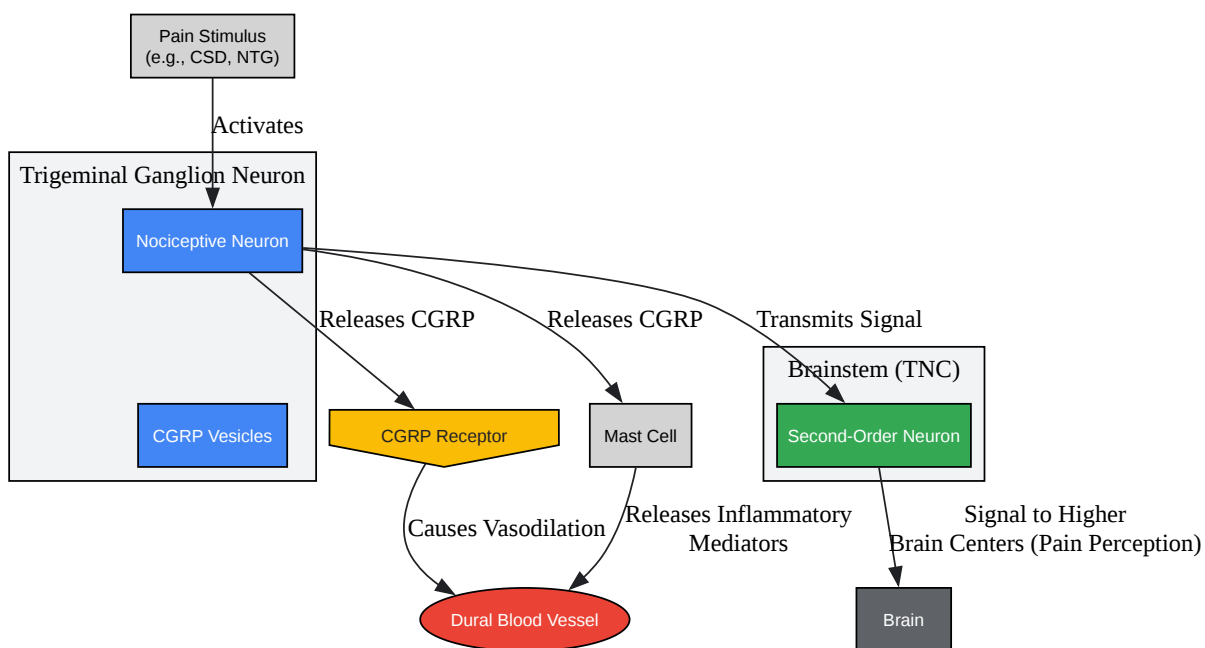 Pain Stimulus
(e.g., CSD, NTG)
Activates
Trigeminal Ganglion Neuron
Nociceptive Neuron
Releases CGRP
Releases CGRP
Transmits Signal
Brainstem (TNC)
CGRP Vesicles
CGRP Receptor
Mast Cell
Second-Order Neuron
Causes Vasodilation
Releases Inflammatory
Mediators
Signal to Higher
Brain Centers (Pain Perception)
Dural Blood Vessel
Brain